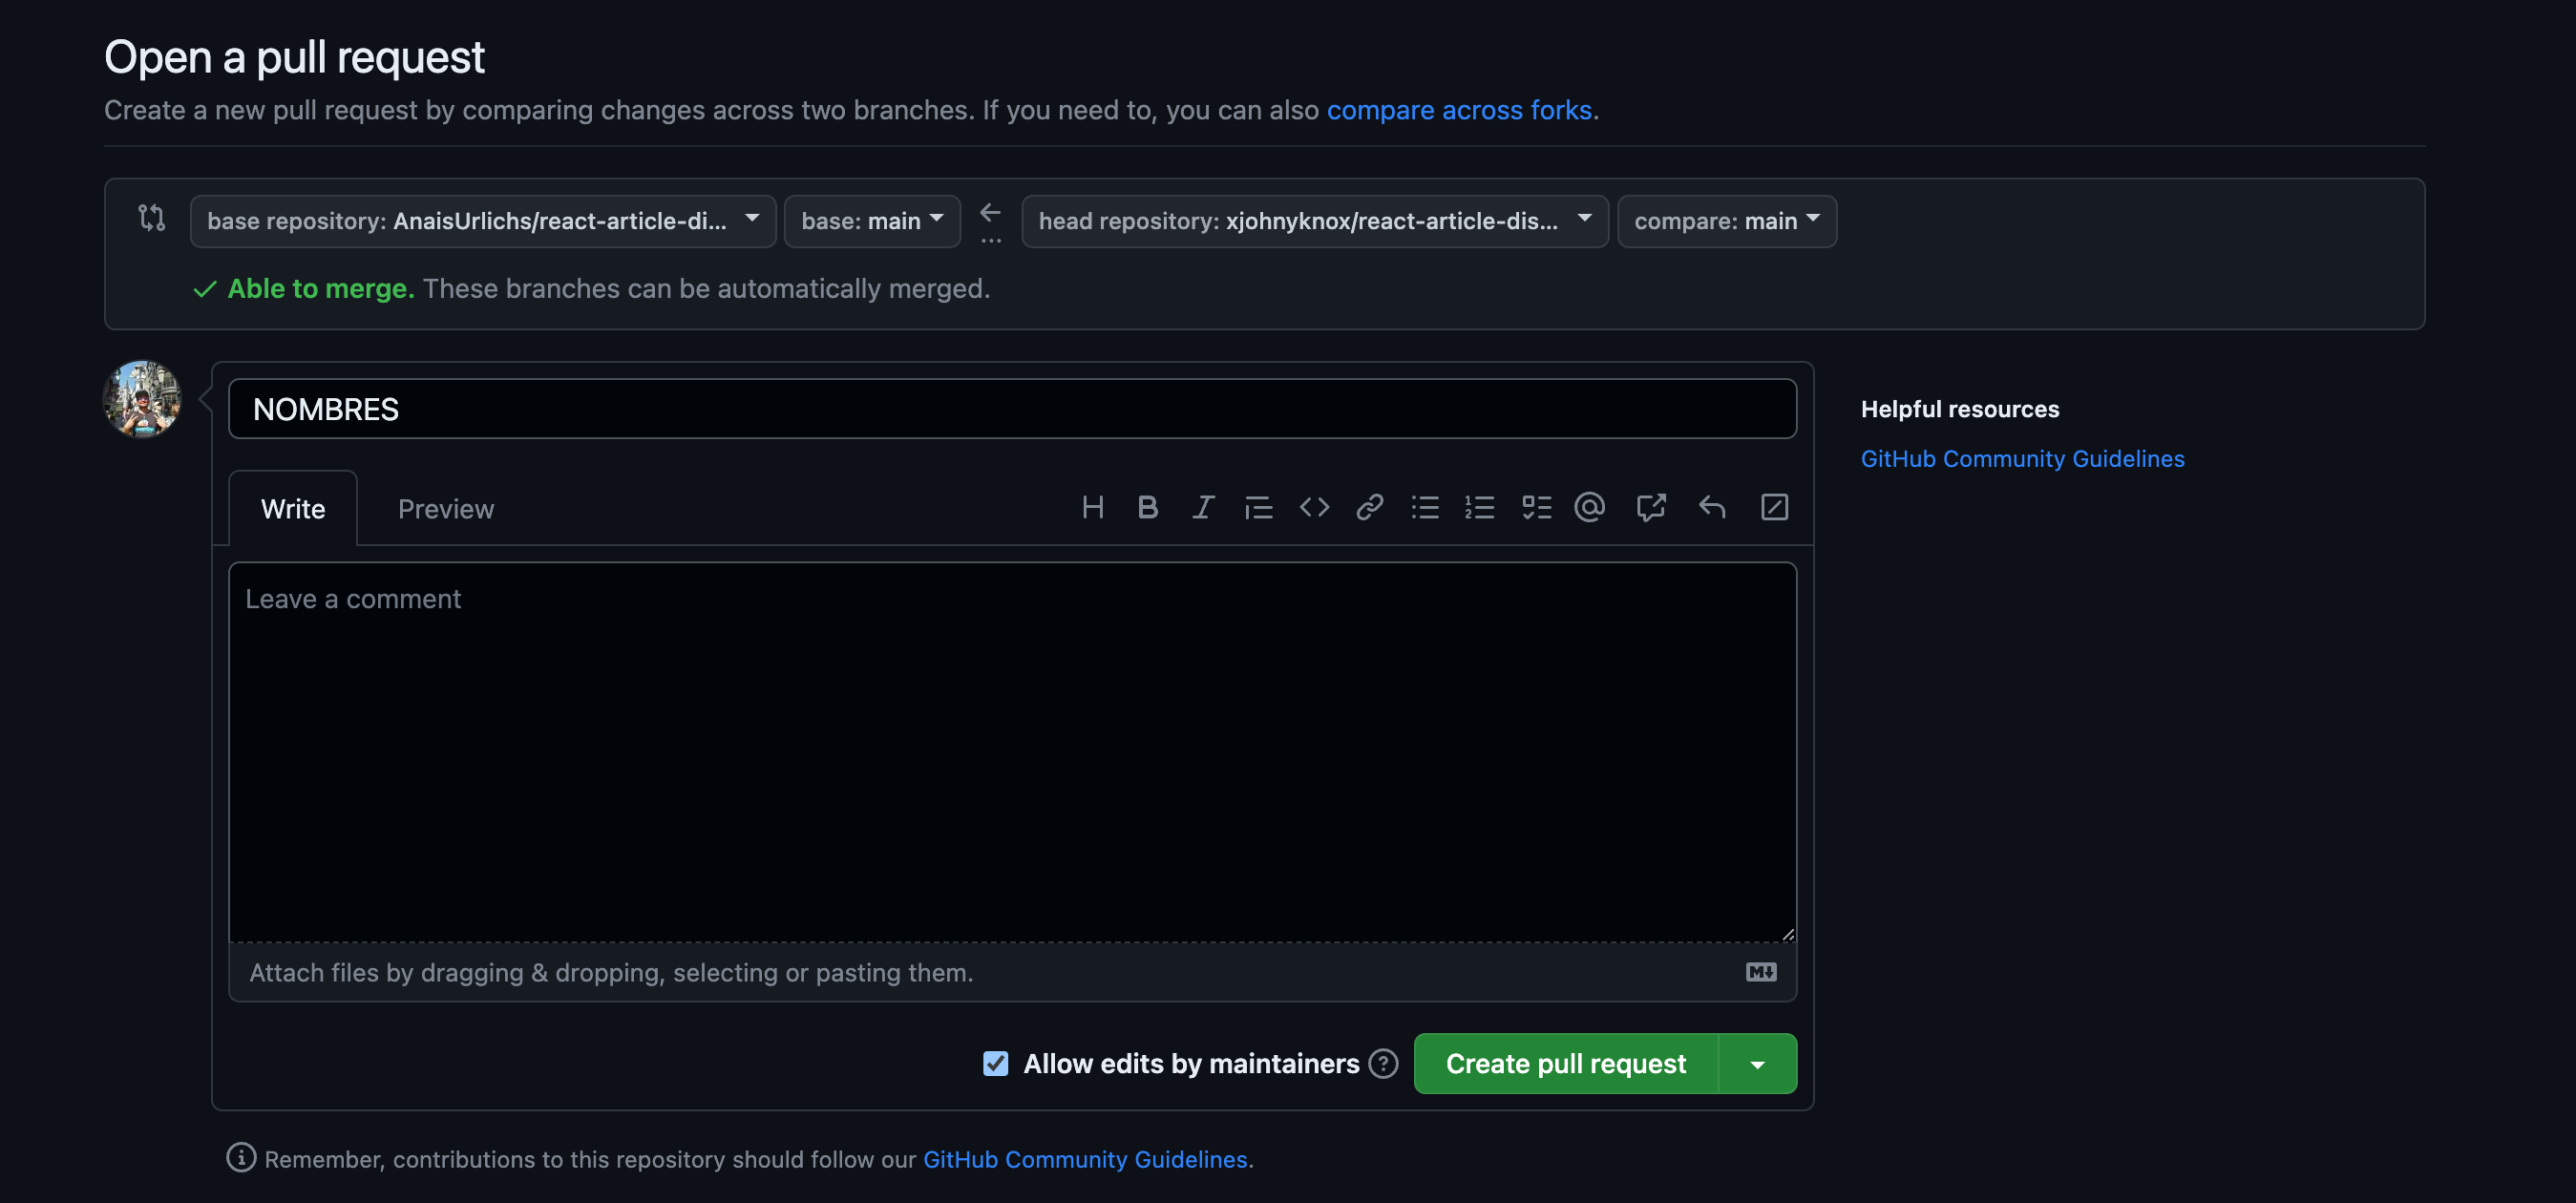 Open a pull request
Create a new pull request by comparing changes across two branches. If you need to, you can also compare across forks.
base repository: AnaisUrlichs/react-article-di... base: main ... head repository: xjohnyknox/react-article-dis... compare: main
Able to merge. These branches can be automatically merged.
NOMBRES
Helpful resources
GitHub Community Guidelines
Write Preview
Leave a comment
Attach files by dragging & dropping, selecting or pasting them.
Allow edits by maintainers Create pull request
Remember, contributions to this repository should follow our GitHub Community Guidelines.